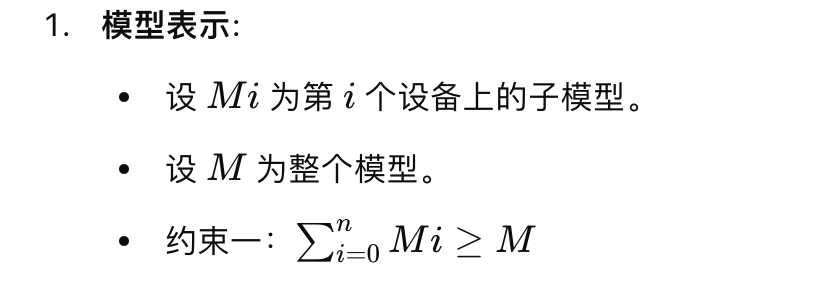 1. 模型表示:
• 设 Mi 为第 i 个设备上的子模型。
• 设 M 为整个模型。
• 约束一：∑ⁿᵢ₌₀ Mi ≥ M